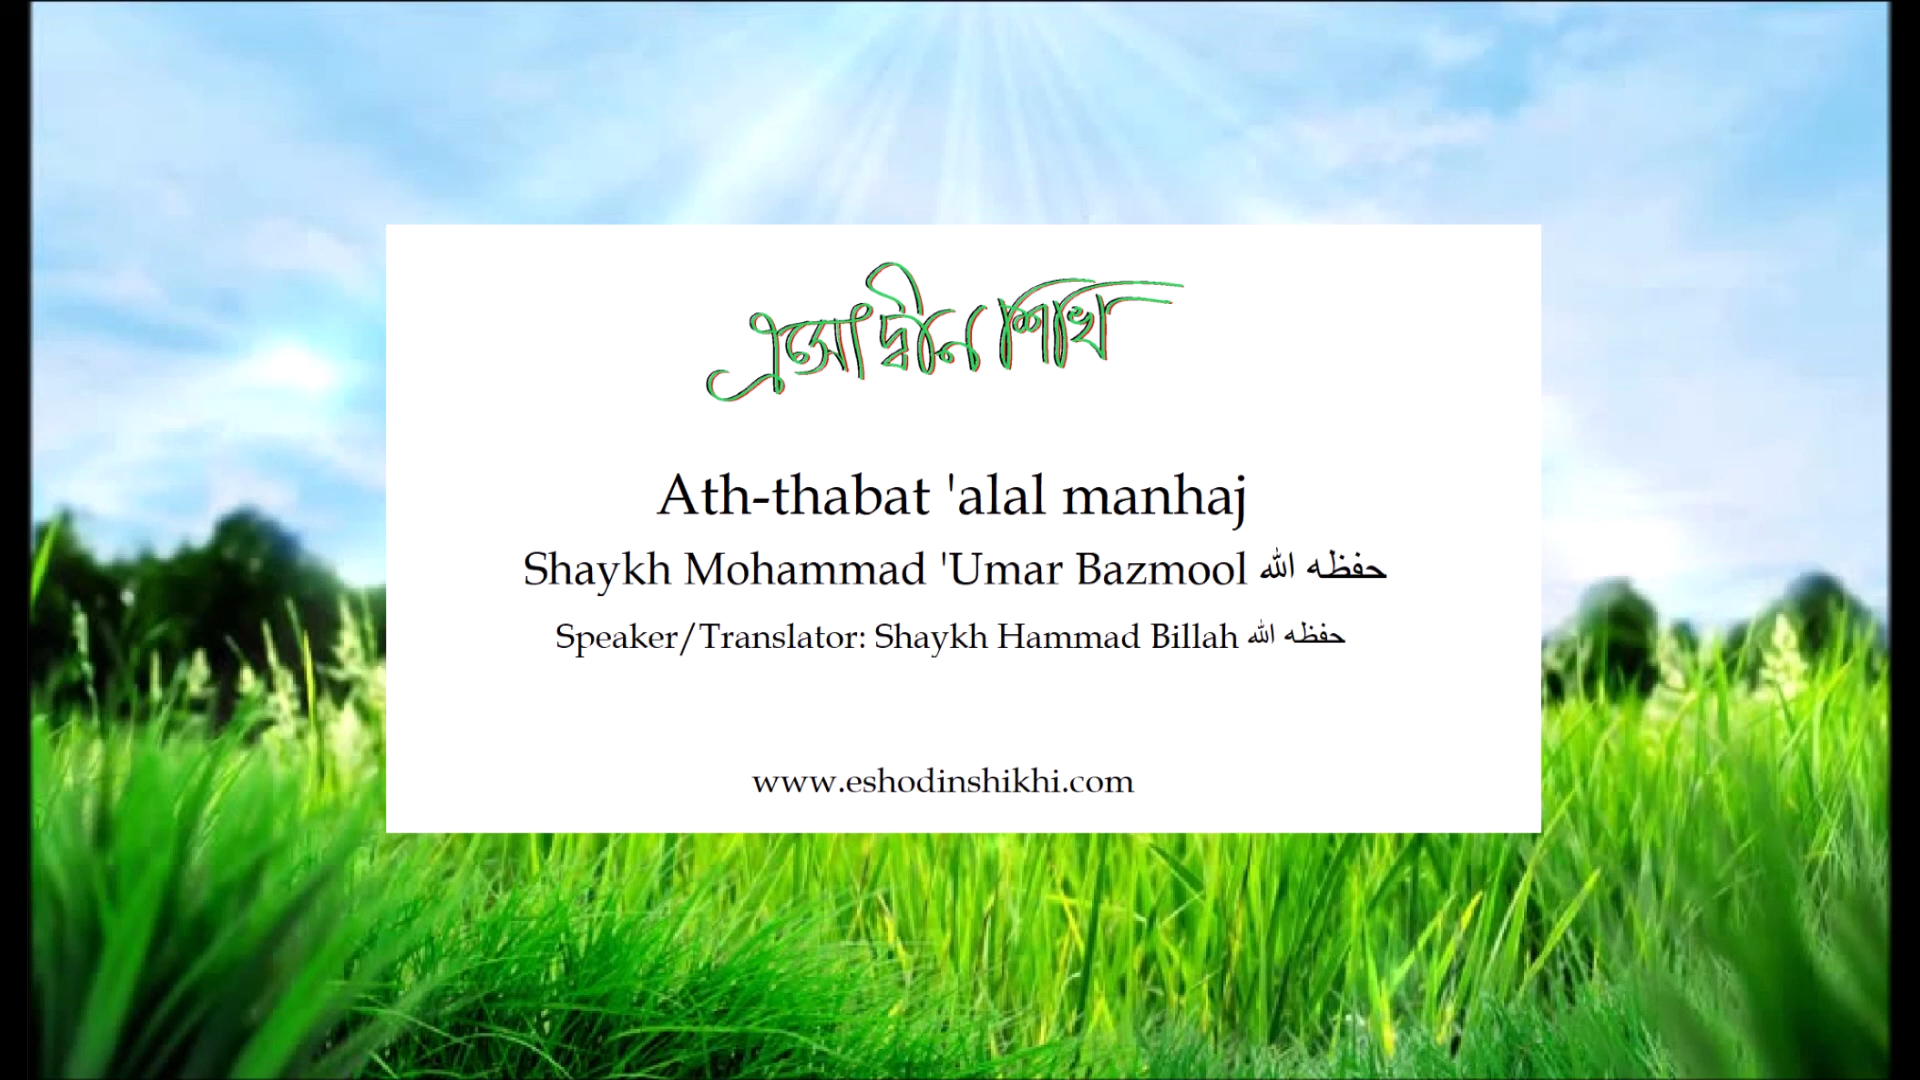 এসো দ্বীন শিখি
Ath-thabat 'alal manhaj
Shaykh Mohammad 'Umar Bazmool حفظه الله
Speaker/Translator: Shaykh Hammad Billah حفظه الله
www.eshodinshikhi.com